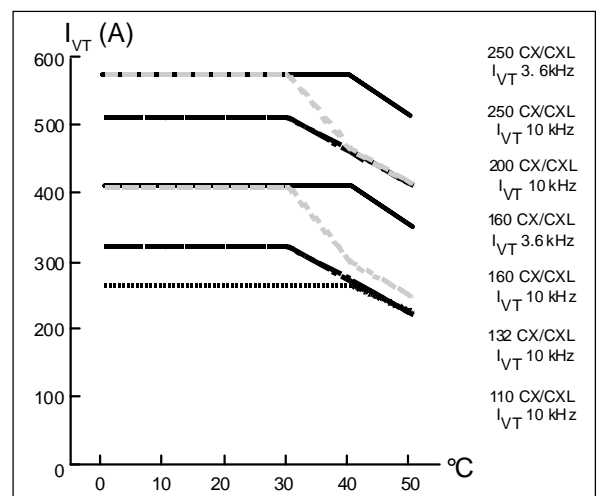 I_VT (A)
600
500
400
300
200
100
0
0 10 20 30 40 50
°C
250 CX/CXL
I_VT 3. 6kHz
250 CX/CXL
I_VT 10 kHz
200 CX/CXL
I_VT 10 kHz
160 CX/CXL
I_VT 3.6kHz
160 CX/CXL
I_VT 10 kHz
132 CX/CXL
I_VT 10 kHz
110 CX/CXL
I_VT 10 kHz